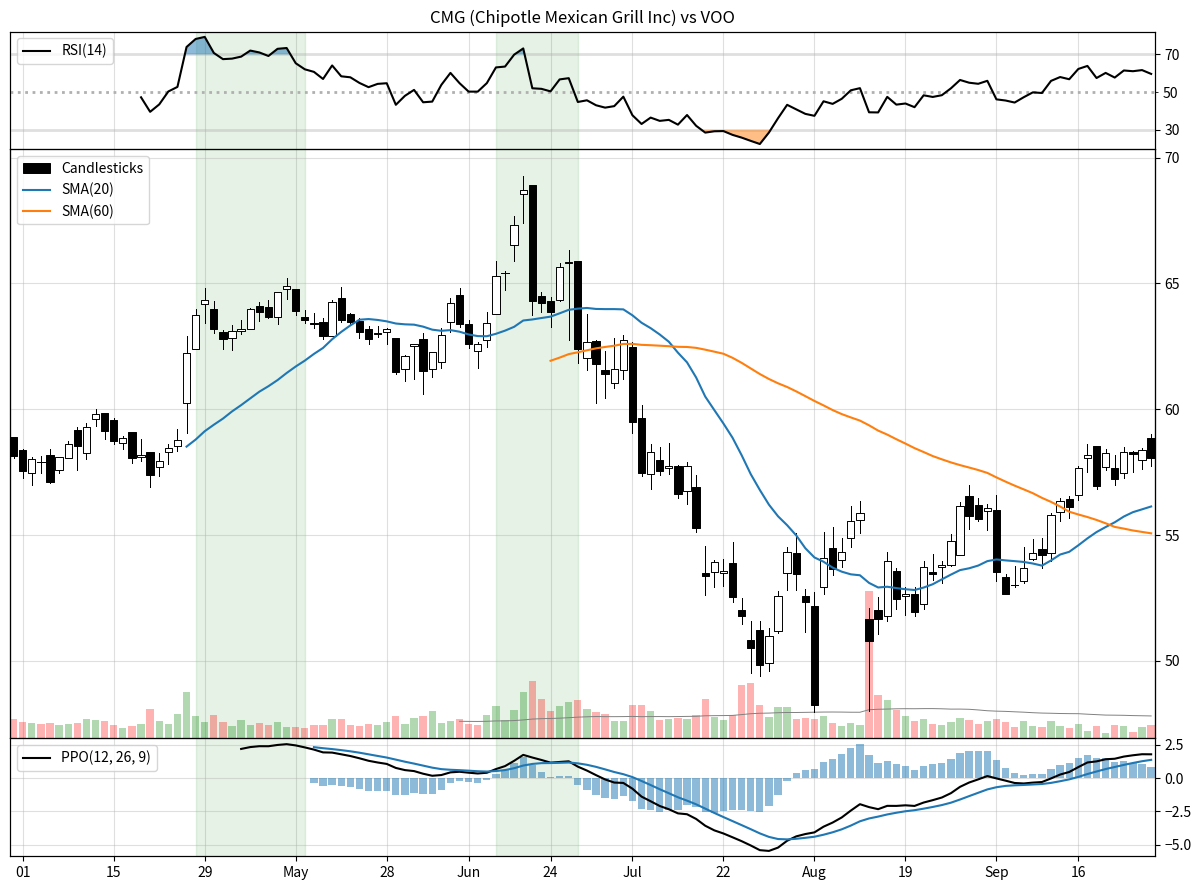 CMG (Chipotle Mexican Grill Inc) vs VOO
RSI(14)
70
50
30
Candlesticks
SMA(20)
SMA(60)
70
65
60
55
50
PPO(12, 26, 9)
2.5
0.0
−2.5
−5.0
01 15 29 May 28 Jun 24 Jul 22 Aug 19 Sep 16